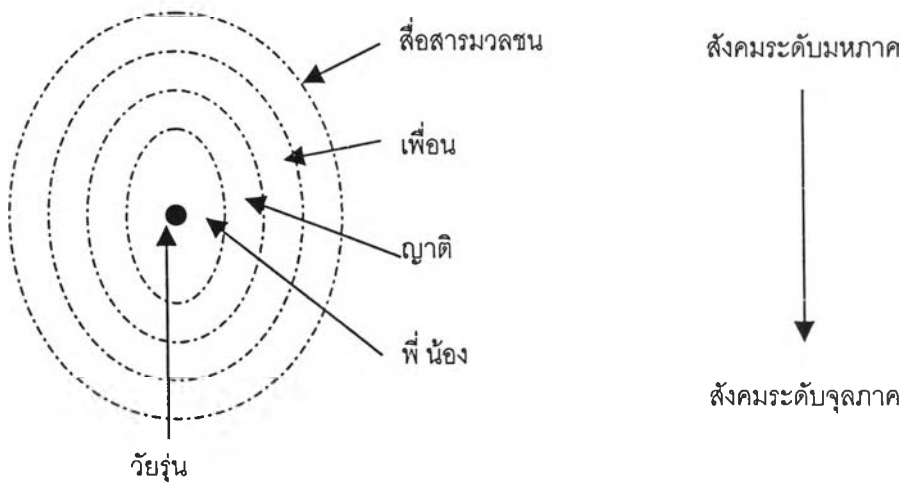 สื่อสารมวลชน
สังคมระดับมหภาค
เพื่อน
ญาติ
พี่ น้อง
สังคมระดับจุลภาค
วัยรุ่น